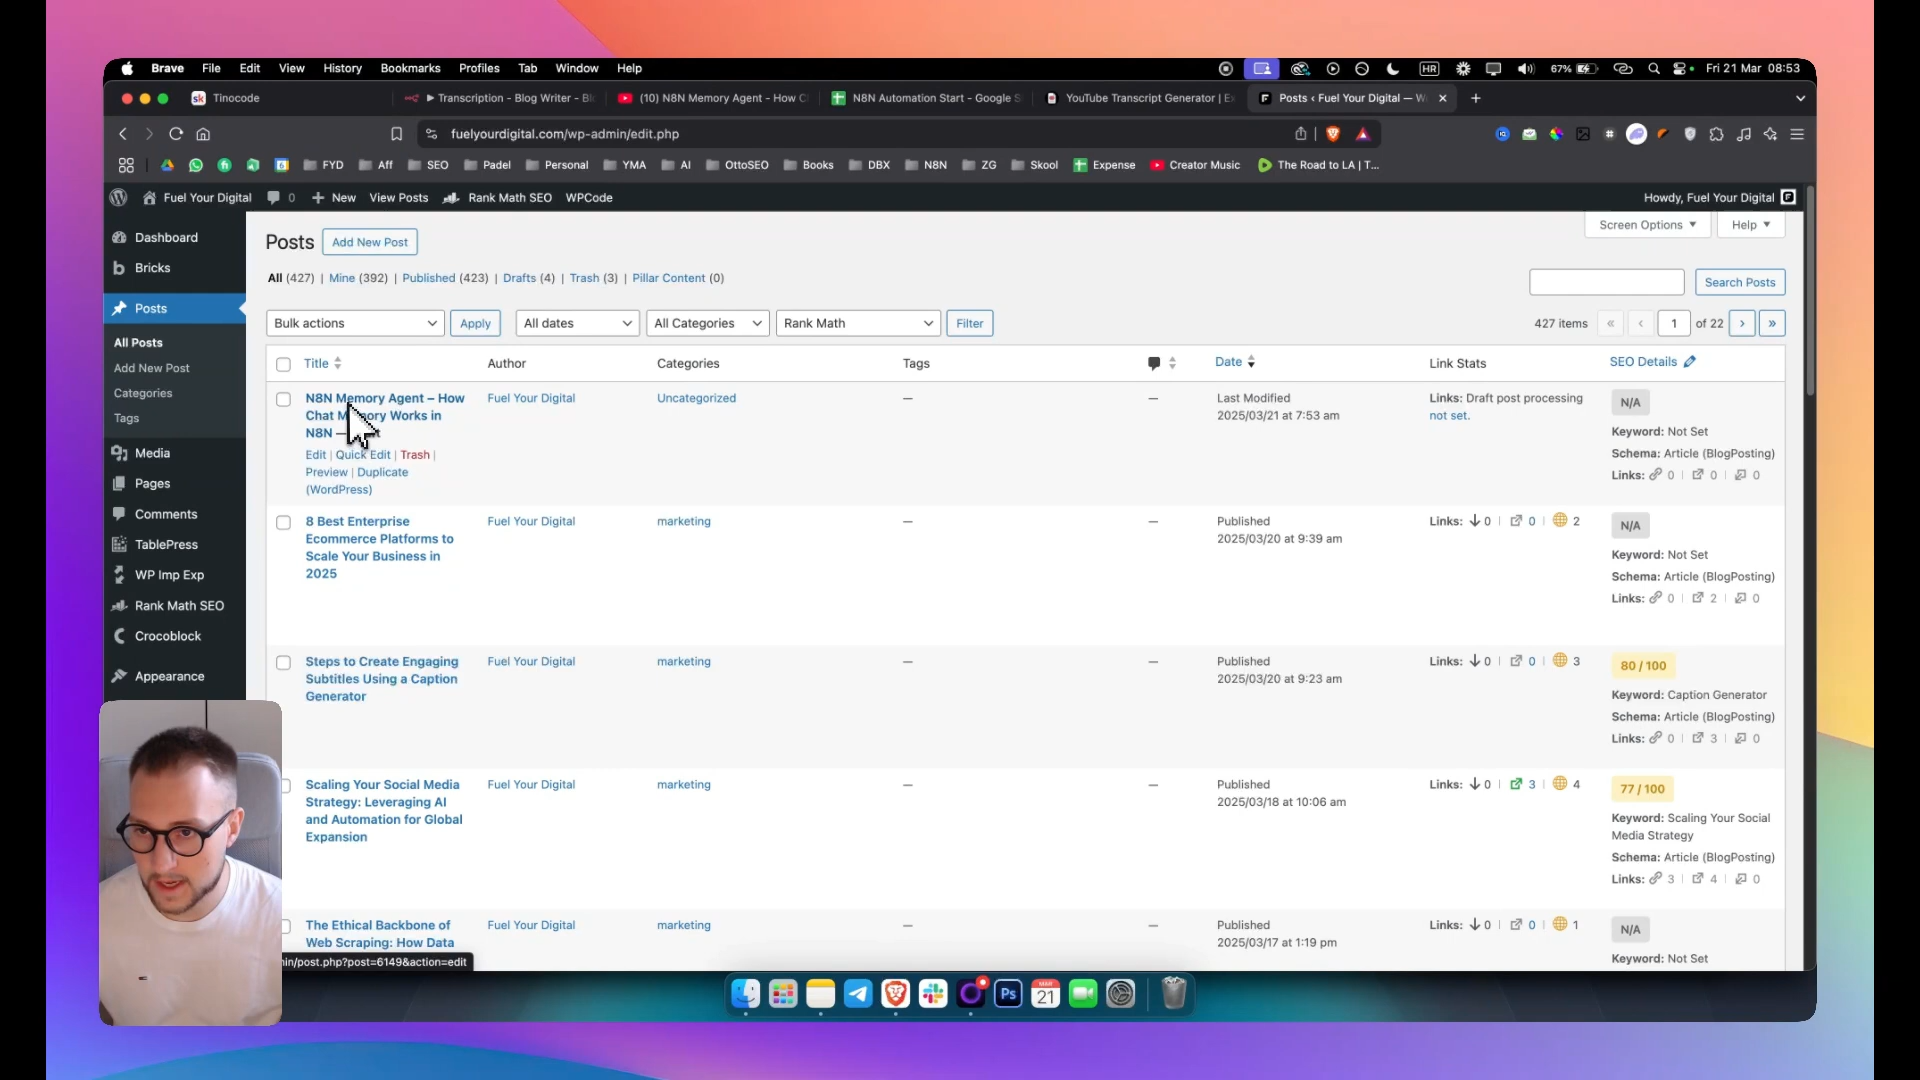 Brave File Edit View History Bookmarks Profiles Tab Window Help HR 67% Fri 21 Mar 08:53
sk Tinocode ▶ Transcription - Blog Writer - (10) N8N Memory Agent - How C N8N Automation Start - Google S YouTube Transcript Generator | E Posts ‹ Fuel Your Digital — W
fuelyourdigital.com/wp-admin/edit.php
FYD Aff SEO Padel Personal YMA AI OttoSEO Books DBX N8N ZG Skool Expense Creator Music The Road to LA | T...
Fuel Your Digital 0 + New View Posts Rank Math SEO WPCode Howdy, Fuel Your Digital
Dashboard
Bricks
Posts
All Posts
Add New Post
Categories
Tags
Media
Pages
Comments
TablePress
WP Imp Exp
Rank Math SEO
Crocoblock
Appearance
Screen Options ▼ Help ▼
Posts Add New Post
All (427) | Mine (392) | Published (423) | Drafts (4) | Trash (3) | Pillar Content (0)
Search Posts
Bulk actions Apply All dates All Categories Rank Math Filter 427 items « ‹ 1 of 22 › »
Title Author Categories Tags Date Link Stats SEO Details
N8N Memory Agent – How
Chat Memory Works in
N8N —
Edit | Quick Edit | Trash |
Preview | Duplicate
(WordPress)
Fuel Your Digital
Uncategorized
—
—
Last Modified
2025/03/21 at 7:53 am
Links: Draft post processing
not set.
N/A
Keyword: Not Set
Schema: Article (BlogPosting)
Links: 0 | 0 | 0
8 Best Enterprise
Ecommerce Platforms to
Scale Your Business in
2025
Fuel Your Digital
marketing
—
—
Published
2025/03/20 at 9:39 am
Links: 0 | 0 | 2
N/A
Keyword: Not Set
Schema: Article (BlogPosting)
Links: 0 | 2 | 0
Steps to Create Engaging
Subtitles Using a Caption
Generator
Fuel Your Digital
marketing
—
—
Published
2025/03/20 at 9:23 am
Links: 0 | 0 | 3
80 / 100
Keyword: Caption Generator
Schema: Article (BlogPosting)
Links: 0 | 3 | 0
Scaling Your Social Media
Strategy: Leveraging AI
and Automation for Global
Expansion
Fuel Your Digital
marketing
—
—
Published
2025/03/18 at 10:06 am
Links: 0 | 3 | 4
77 / 100
Keyword: Scaling Your Social
Media Strategy
Schema: Article (BlogPosting)
Links: 3 | 4 | 0
The Ethical Backbone of
Web Scraping: How Data
Fuel Your Digital
marketing
—
—
Published
2025/03/17 at 1:19 pm
Links: 0 | 0 | 1
N/A
Keyword: Not Set
in/post.php?post=6149&action=edit
Ps MAR 21